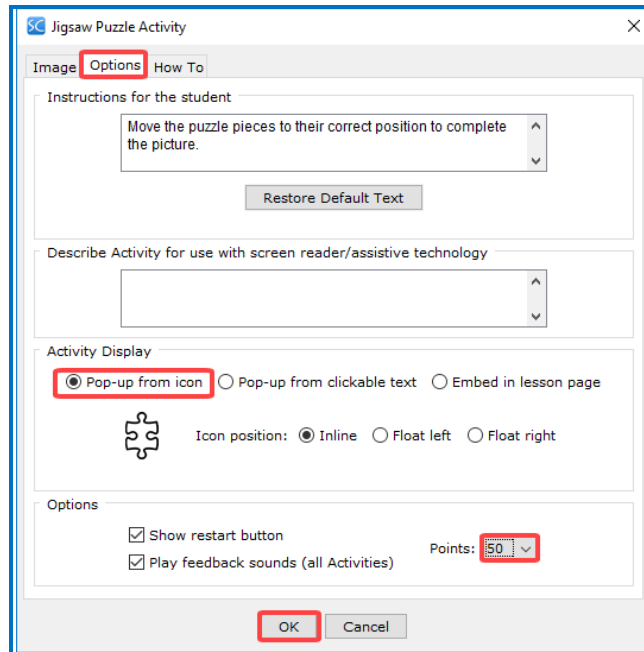 SC Jigsaw Puzzle Activity
Image Options How To
Instructions for the student
Move the puzzle pieces to their correct position to complete
the picture.
Restore Default Text
Describe Activity for use with screen reader/assistive technology
Activity Display
Pop-up from icon Pop-up from clickable text Embed in lesson page
Icon position: Inline Float left Float right
Options
Show restart button
Play feedback sounds (all Activities)
Points: 50
OK Cancel